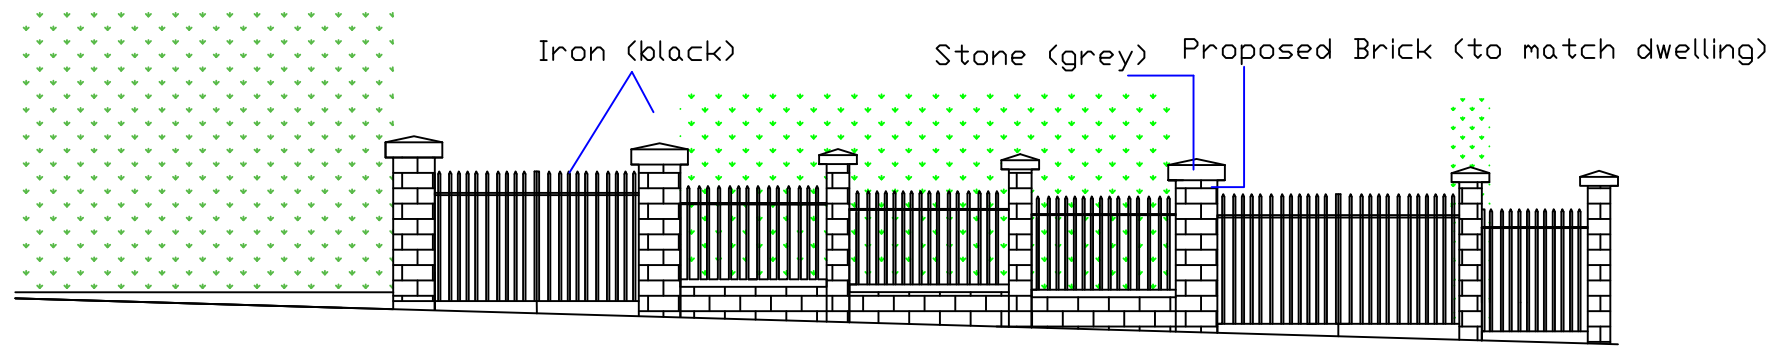 Iron (black)
Stone (grey)
Proposed Brick (to match dwelling)